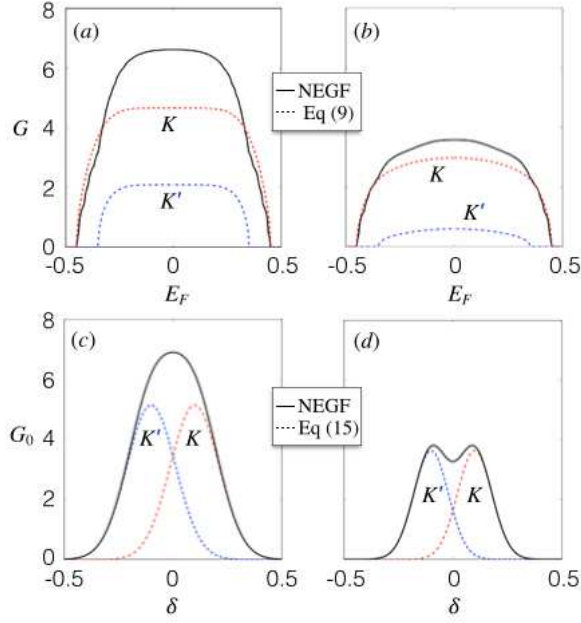 (a)
(b)
8
6
4
2
0
G
NEGF
Eq (9)
K
K'
K
K'
-0.5
0
0.5
-0.5
0
0.5
E_F
E_F
(c)
(d)
8
6
4
2
0
G_0
NEGF
Eq (15)
K'
K
K'
K
-0.5
0
0.5
-0.5
0
0.5
δ
δ